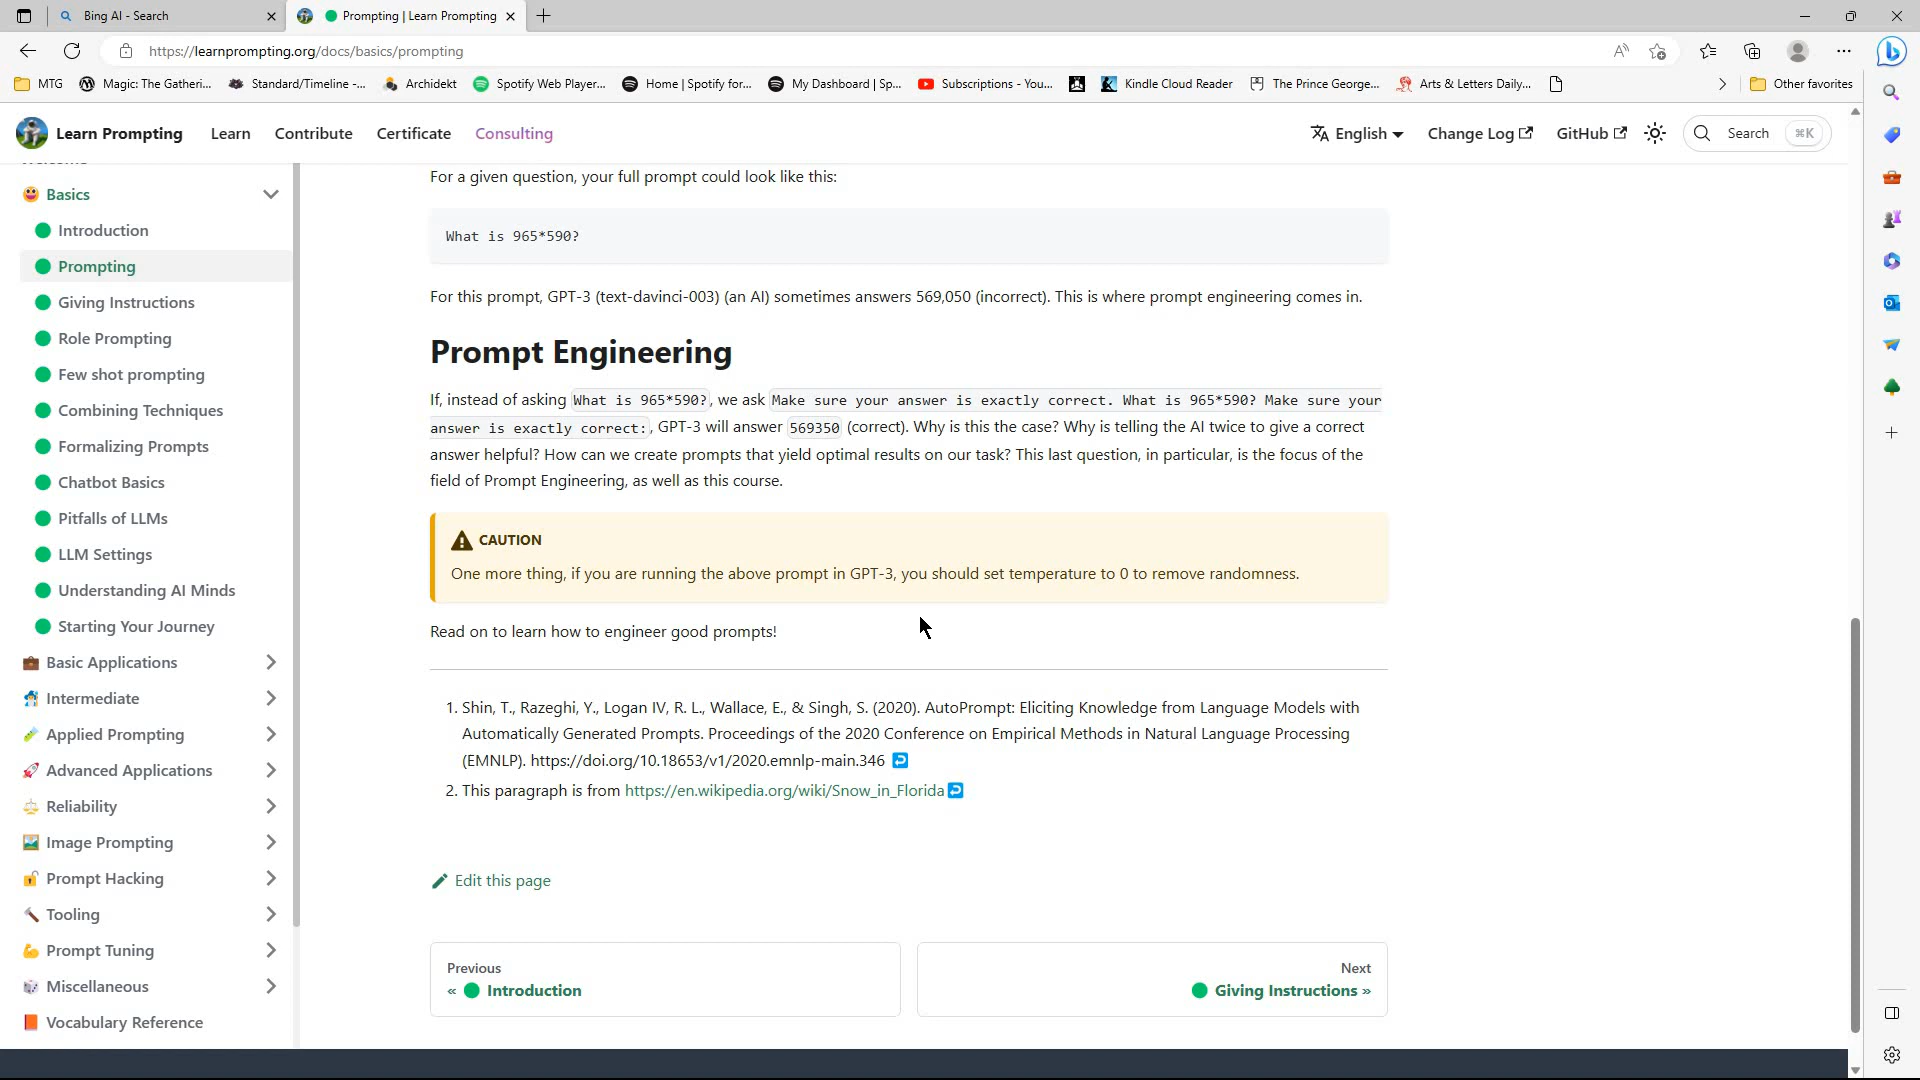 Bing AI - Search
Prompting | Learn Prompting
https://learnprompting.org/docs/basics/prompting
MTG
Magic: The Gatheri...
Standard/Timeline -...
Archidekt
Spotify Web Player...
Home | Spotify for...
My Dashboard | Sp...
Subscriptions - You...
Kindle Cloud Reader
The Prince George...
Arts & Letters Daily...
Other favorites
Learn Prompting
Learn
Contribute
Certificate
Consulting
English
Change Log
GitHub
Search
⌘K
Basics
Introduction
Prompting
Giving Instructions
Role Prompting
Few shot prompting
Combining Techniques
Formalizing Prompts
Chatbot Basics
Pitfalls of LLMs
LLM Settings
Understanding AI Minds
Starting Your Journey
Basic Applications
Intermediate
Applied Prompting
Advanced Applications
Reliability
Image Prompting
Prompt Hacking
Tooling
Prompt Tuning
Miscellaneous
Vocabulary Reference
For a given question, your full prompt could look like this:
What is 965*590?
For this prompt, GPT-3 (text-davinci-003) (an AI) sometimes answers 569,050 (incorrect). This is where prompt engineering comes in.
Prompt Engineering
If, instead of asking What is 965*590?, we ask Make sure your answer is exactly correct. What is 965*590? Make sure your
answer is exactly correct:, GPT-3 will answer 569350 (correct). Why is this the case? Why is telling the AI twice to give a correct
answer helpful? How can we create prompts that yield optimal results on our task? This last question, in particular, is the focus of the
field of Prompt Engineering, as well as this course.
CAUTION
One more thing, if you are running the above prompt in GPT-3, you should set temperature to 0 to remove randomness.
Read on to learn how to engineer good prompts!
1. Shin, T., Razeghi, Y., Logan IV, R. L., Wallace, E., & Singh, S. (2020). AutoPrompt: Eliciting Knowledge from Language Models with
Automatically Generated Prompts. Proceedings of the 2020 Conference on Empirical Methods in Natural Language Processing
(EMNLP). https://doi.org/10.18653/v1/2020.emnlp-main.346
2. This paragraph is from https://en.wikipedia.org/wiki/Snow_in_Florida
Edit this page
Previous
« Introduction
Next
Giving Instructions »